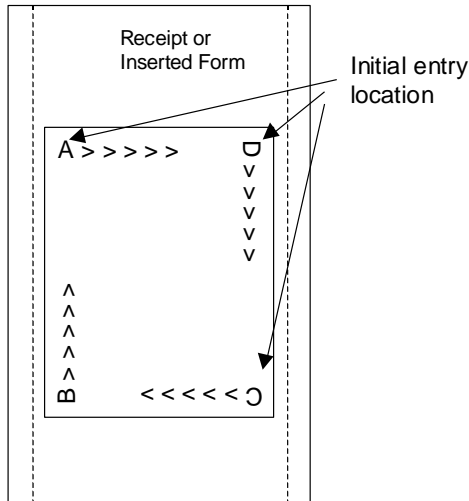 Receipt or
Inserted Form
Initial entry
location
A > > > > >
D > > > > >
B > > > > >
C > > > > >